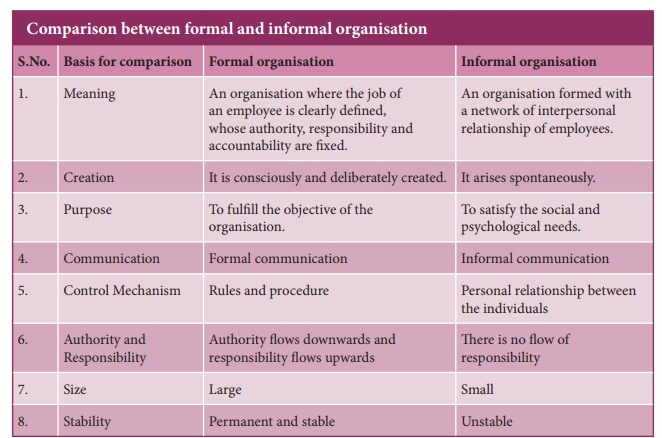 Comparison between formal and informal organisation
S.No. Basis for comparison Formal organisation Informal organisation
1. Meaning An organisation where the job of An organisation formed with
an employee is clearly defined, a network of interpersonal
whose authority, responsibility and relationship of employees.
accountability are fixed.
2. Creation It is consciously and deliberately created. It arises spontaneously.
3. Purpose To fulfill the objective of the To satisfy the social and
organisation. psychological needs.
4. Communication Formal communication Informal communication
5. Control Mechanism Rules and procedure Personal relationship between
the individuals
6. Authority and Authority flows downwards and There is no flow of
Responsibility responsibility flows upwards responsibility
7. Size Large Small
8. Stability Permanent and stable Unstable